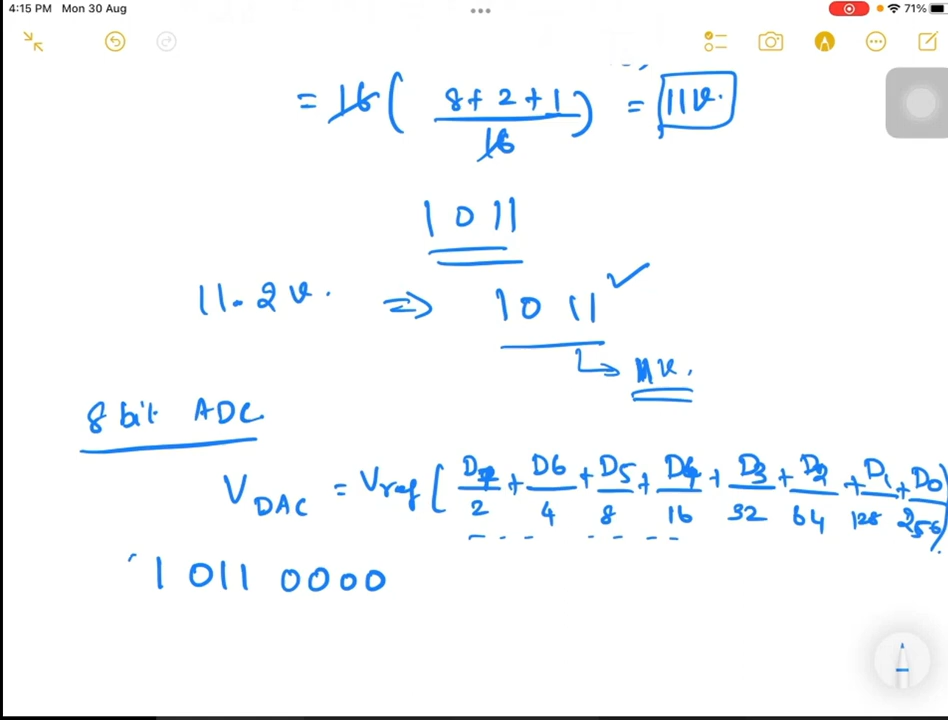 4:15 PM Mon 30 Aug 71%
= 16 ( 8+2+1 / 16 ) = 11v.
1011
11.2v. ⇒ 1011 ✓
↳ 11v.
8 bit ADC
V_DAC = Vref ( D7/2 + D6/4 + D5/8 + D4/16 + D3/32 + D2/64 + D1/128 + D0/256 )
1011 0000